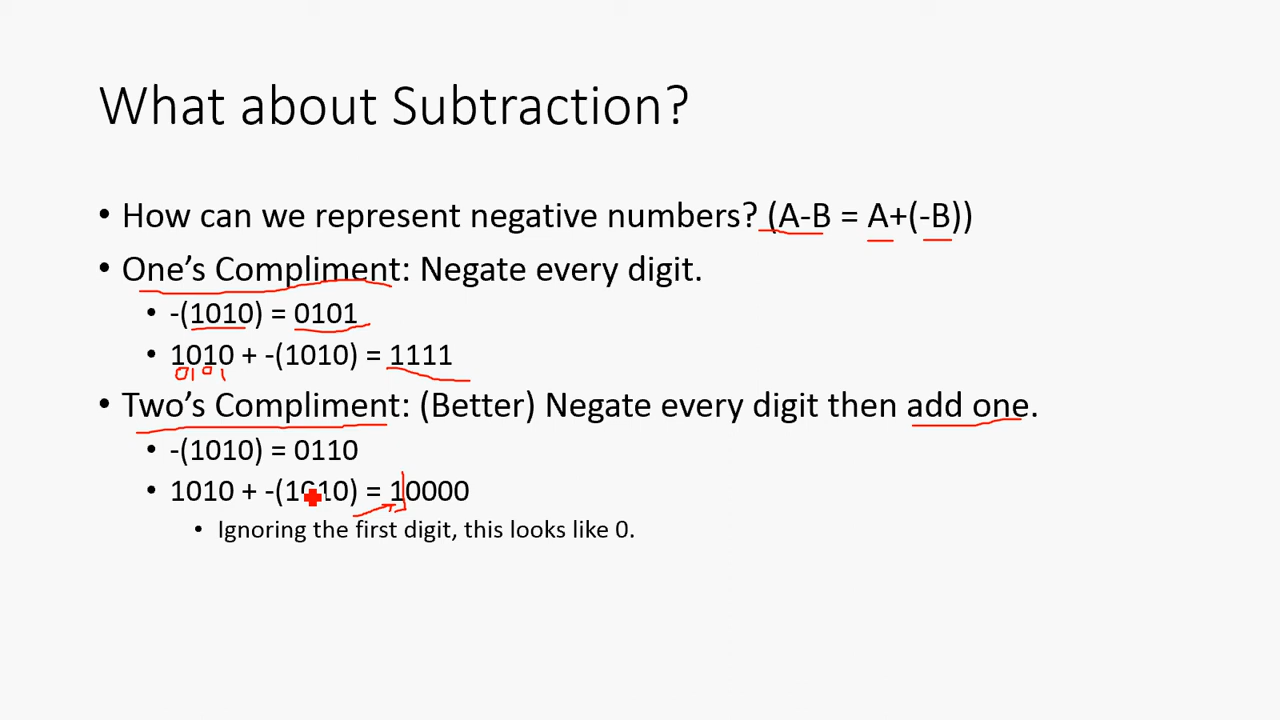 What about Subtraction?
• How can we represent negative numbers? (A-B = A+(-B))
• One's Compliment: Negate every digit.
• -(1010) = 0101
• 1010 + -(1010) = 1111
0101
• Two's Compliment: (Better) Negate every digit then add one.
• -(1010) = 0110
• 1010 + -(1010) = 10000
• Ignoring the first digit, this looks like 0.